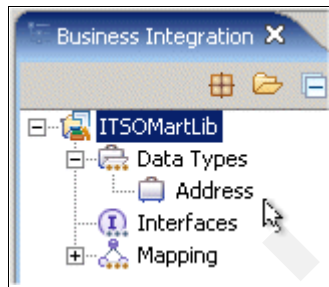 Business Integration
ITSOMartLib
Data Types
Address
Interfaces
Mapping